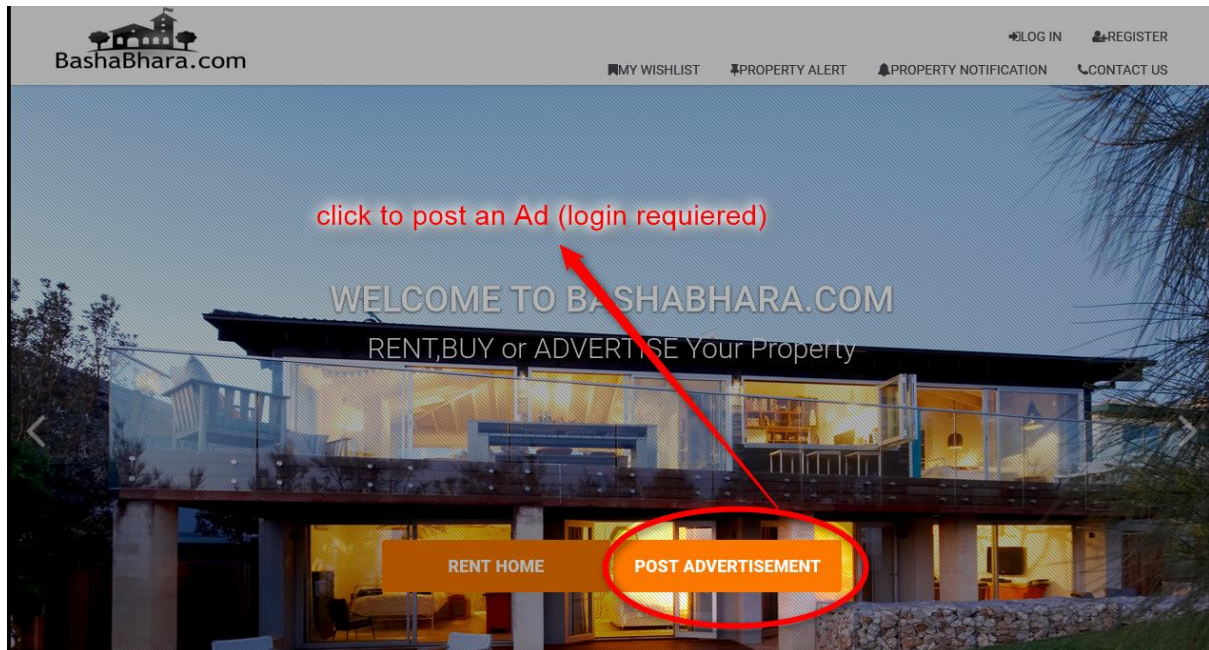 BashaBhara.com
LOG IN REGISTER
MY WISHLIST PROPERTY ALERT PROPERTY NOTIFICATION CONTACT US
click to post an Ad (login requiered)
WELCOME TO BASHABHARA.COM
RENT,BUY or ADVERTISE Your Property
RENT HOME POST ADVERTISEMENT